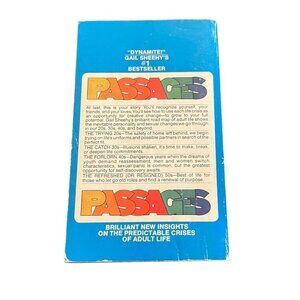 "DYNAMITE!"
GAIL SHEEHY'S
#1
BESTSELLER
PASSAGES
At last, this is your story. You'll recognize yourself, your
friends, and your loves. You'll see how to use each life crisis as
an opportunity for creative change—to grow to your full
potential. Gail Sheehy's brilliant road map of adult life shows
the inevitable personality and sexual changes we go through
in our 20s, 30s, 40s, and beyond.
THE TRYING 20s—The safety of home left behind, we begin
trying on life's uniforms and possible partners in search of the
perfect fit.
THE CATCH 30s—Illusions shaken, it's time to make, break,
or deepen life commitments.
THE FORLORN 40s—Dangerous years when the dreams of
youth demand reassessment, men and women switch
characteristics, sexual panic is common, but the greatest
opportunity for self-discovery awaits.
THE REFRESHED (OR RESIGNED) 50s—Best of life for
those who let go old roles and find a renewal of purpose.
PASSAGES
BRILLIANT NEW INSIGHTS
ON THE PREDICTABLE CRISES
OF ADULT LIFE